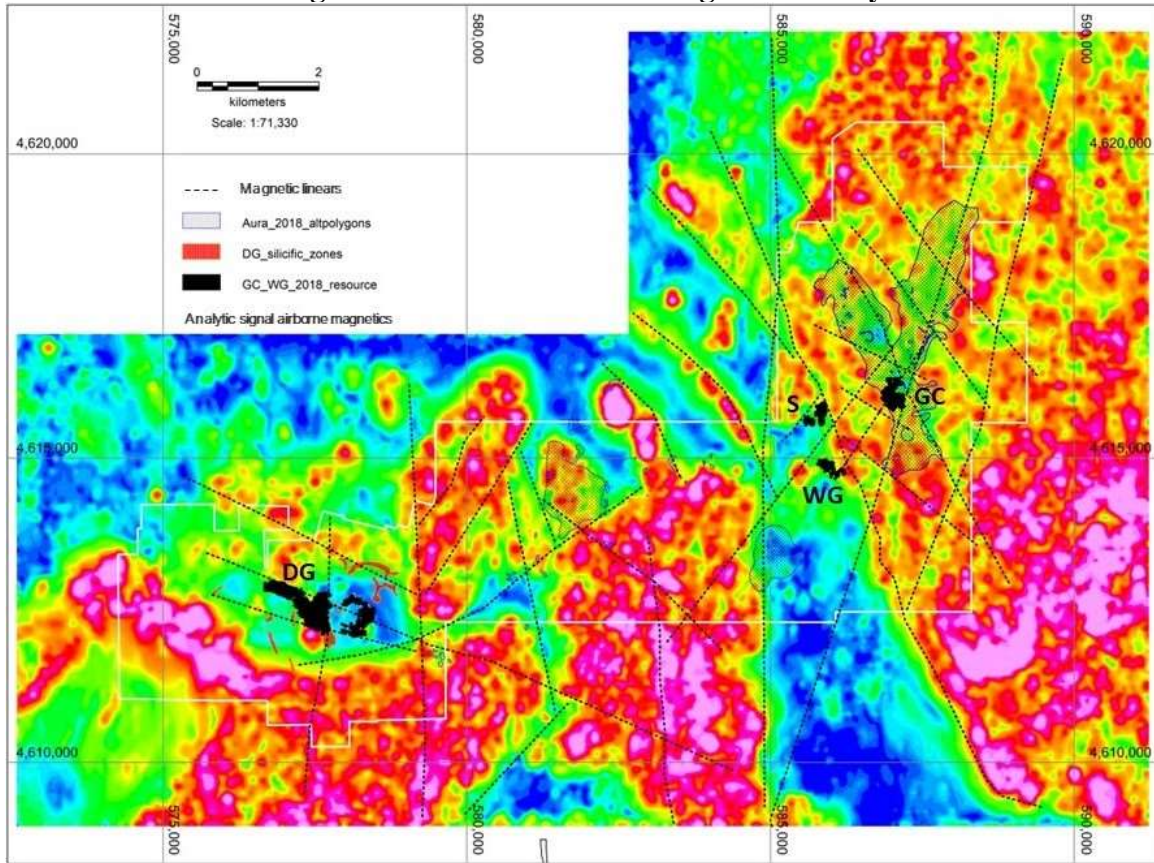 575,000
580,000
585,000
590,000
0 2
kilometers
Scale: 1:71,330
4,620,000
4,620,000
Magnetic linears
Aura_2018_altpolygons
DG_silicific_zones
GC_WG_2018_resource
Analytic signal airborne magnetics
S
GC
4,615,000
4,615,000
WG
DG
4,610,000
4,610,000
575,000
580,000
585,000
590,000